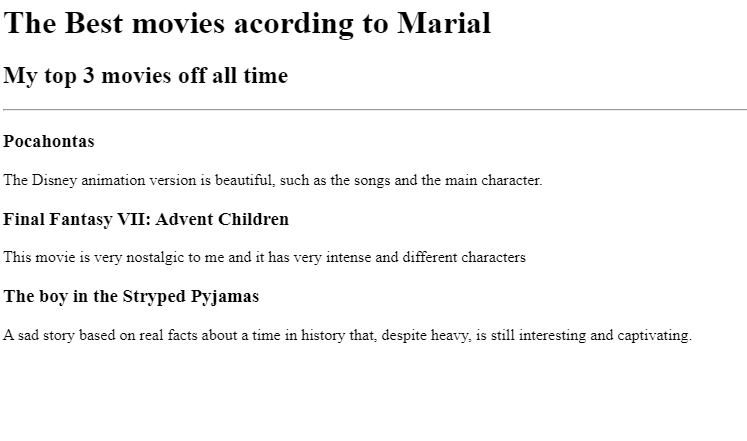 The Best movies acording to Marial
My top 3 movies off all time
Pocahontas
The Disney animation version is beautiful, such as the songs and the main character.
Final Fantasy VII: Advent Children
This movie is very nostalgic to me and it has very intense and different characters
The boy in the Stryped Pyjamas
A sad story based on real facts about a time in history that, despite heavy, is still interesting and captivating.